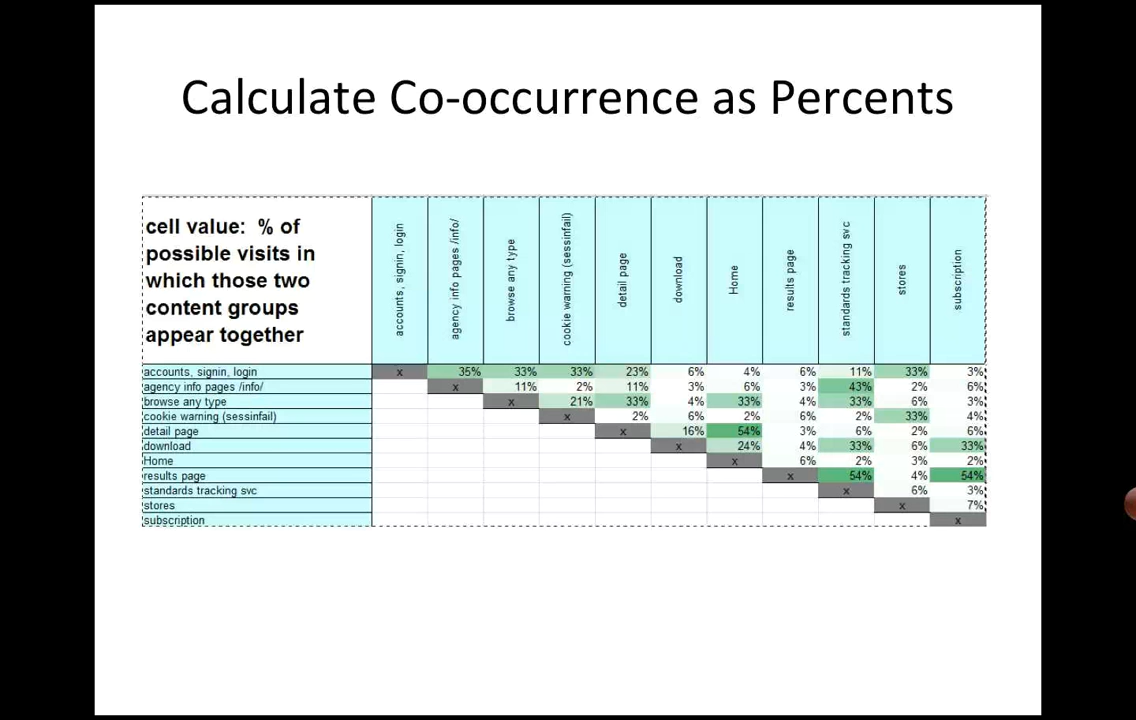 Calculate Co-occurrence as Percents
cell value: % of
possible visits in
which those two
content groups
appear together
accounts, signin, login
agency info pages /info/
browse any type
cookie warning (sessinfail)
detail page
download
Home
results page
standards tracking svc
stores
subscription
accounts, signin, login x 35% 33% 33% 23% 6% 4% 6% 11% 33% 3%
agency info pages /info/ x 11% 2% 11% 3% 6% 3% 43% 2% 6%
browse any type x 21% 33% 4% 33% 4% 33% 6% 3%
cookie warning (sessinfail) x 2% 6% 2% 6% 2% 33% 4%
detail page x 16% 54% 3% 6% 2% 6%
download x 24% 4% 33% 6% 33%
Home x 6% 2% 3% 2%
results page x 54% 4% 54%
standards tracking svc x 6% 3%
stores x 7%
subscription x